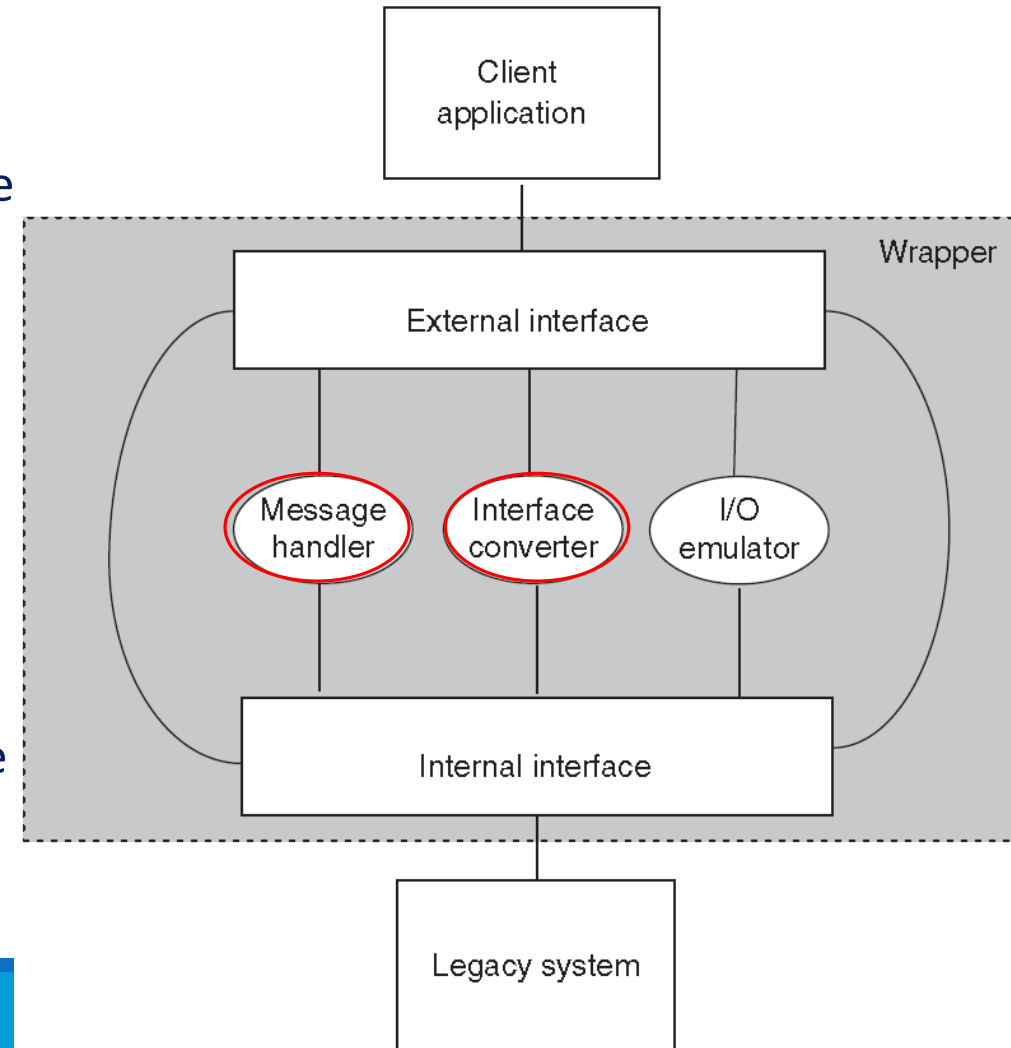 Client
application
e
Wrapper
External interface
Message
handler
Interface
converter
I/O
emulator
e
Internal interface
Legacy system